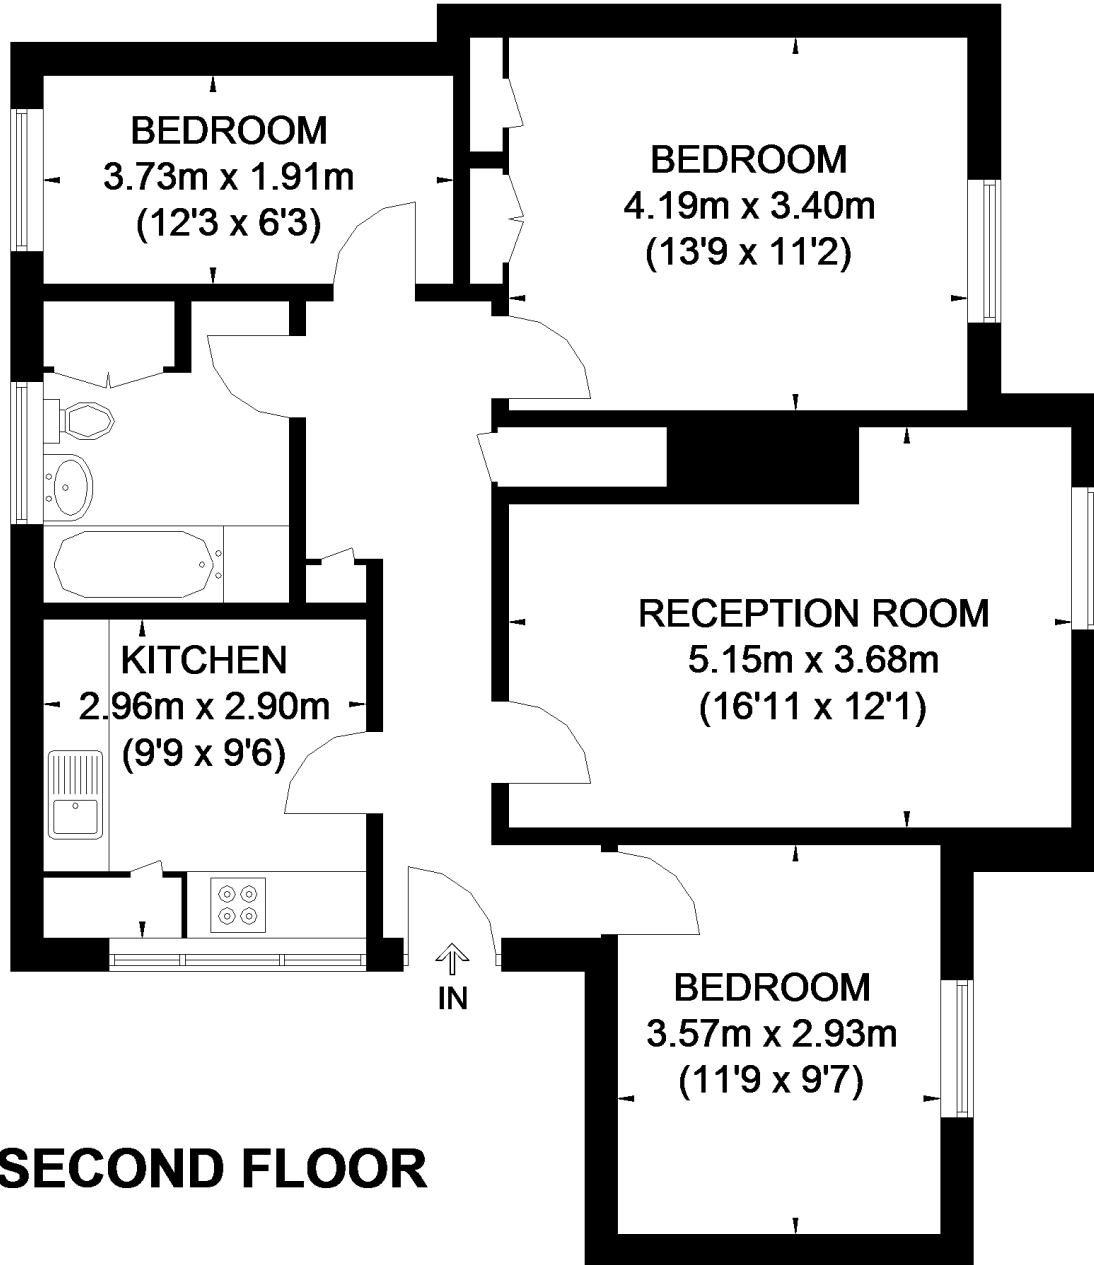 BEDROOM
3.73m x 1.91m
(12'3 x 6'3)
BEDROOM
4.19m x 3.40m
(13'9 x 11'2)
RECEPTION ROOM
5.15m x 3.68m
(16'11 x 12'1)
KITCHEN
2.96m x 2.90m
(9'9 x 9'6)
IN
BEDROOM
3.57m x 2.93m
(11'9 x 9'7)
SECOND FLOOR